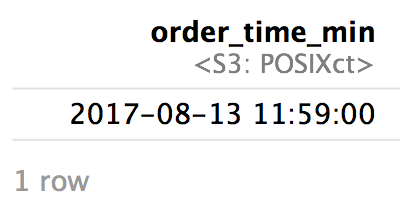 order_time_min
<S3: POSIXct>
2017-08-13 11:59:00
1 row